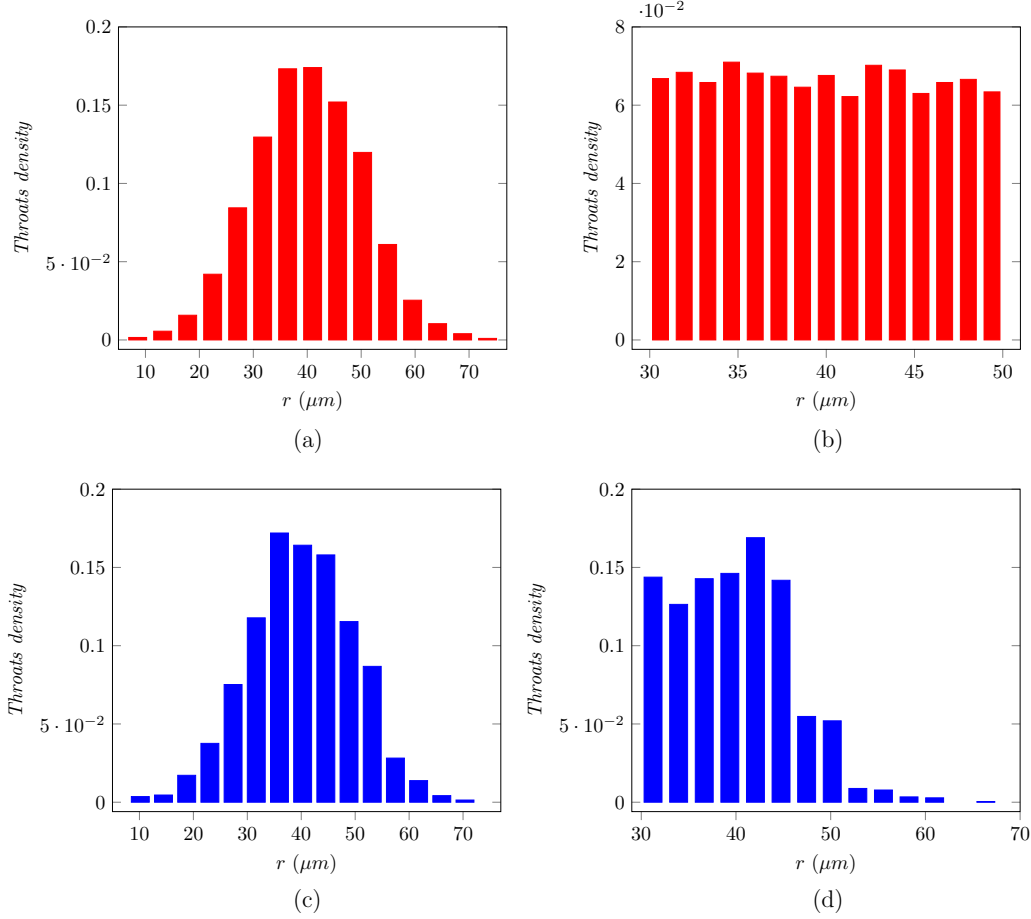 0.2
0.15
0.1
5 · 10⁻²
0
Throats density
10 20 30 40 50 60 70
r (μm)
(a)
·10⁻²
8
6
4
2
0
Throats density
30 35 40 45 50
r (μm)
(b)
0.2
0.15
0.1
5 · 10⁻²
0
Throats density
10 20 30 40 50 60 70
r (μm)
(c)
0.2
0.15
0.1
5 · 10⁻²
0
Throats density
30 40 50 60 70
r (μm)
(d)